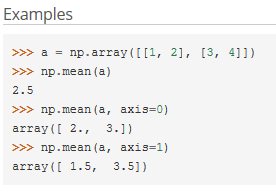 Examples
>>> a = np.array([[1, 2], [3, 4]])
>>> np.mean(a)
2.5
>>> np.mean(a, axis=0)
array([ 2.,  3.])
>>> np.mean(a, axis=1)
array([ 1.5,  3.5])